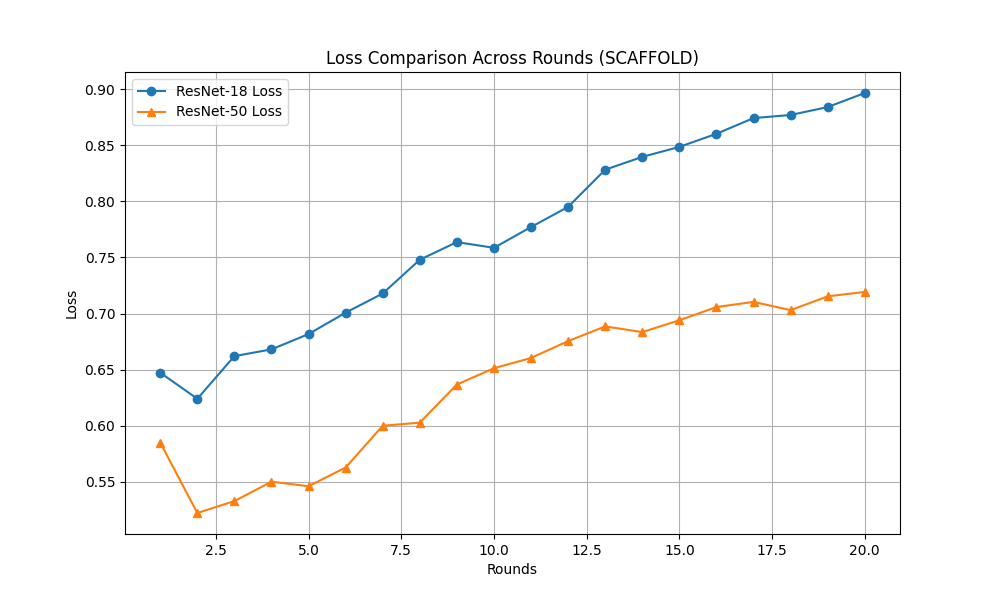 Loss Comparison Across Rounds (SCAFFOLD)
ResNet-18 Loss
ResNet-50 Loss
Loss
0.90
0.85
0.80
0.75
0.70
0.65
0.60
0.55
2.5 5.0 7.5 10.0 12.5 15.0 17.5 20.0
Rounds